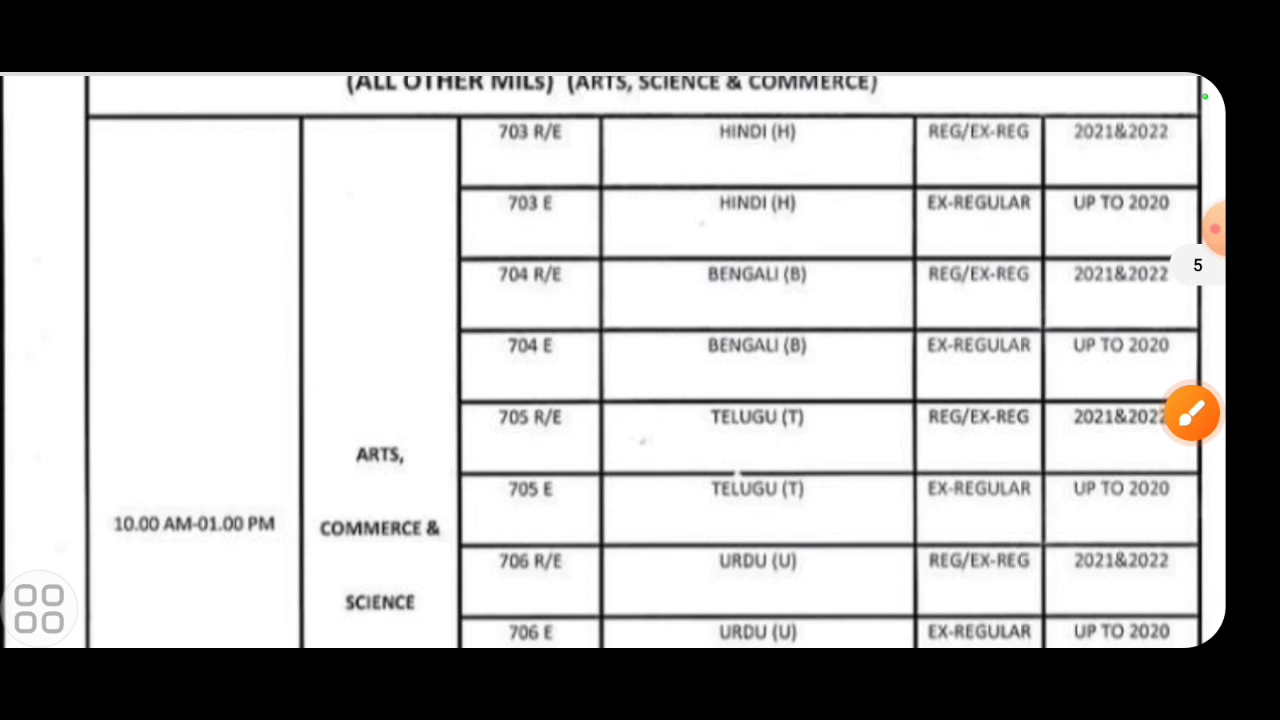 (ALL OTHER MILs) (ARTS, SCIENCE & COMMERCE)
703 R/E HINDI (H) REG/EX-REG 2021&2022
703 E HINDI (H) EX-REGULAR UP TO 2020
704 R/E BENGALI (B) REG/EX-REG 2021&2022
704 E BENGALI (B) EX-REGULAR UP TO 2020
705 R/E TELUGU (T) REG/EX-REG 2021&2022
ARTS,
705 E TELUGU (T) EX-REGULAR UP TO 2020
10.00 AM-01.00 PM COMMERCE &
706 R/E URDU (U) REG/EX-REG 2021&2022
SCIENCE
706 E URDU (U) EX-REGULAR UP TO 2020
5